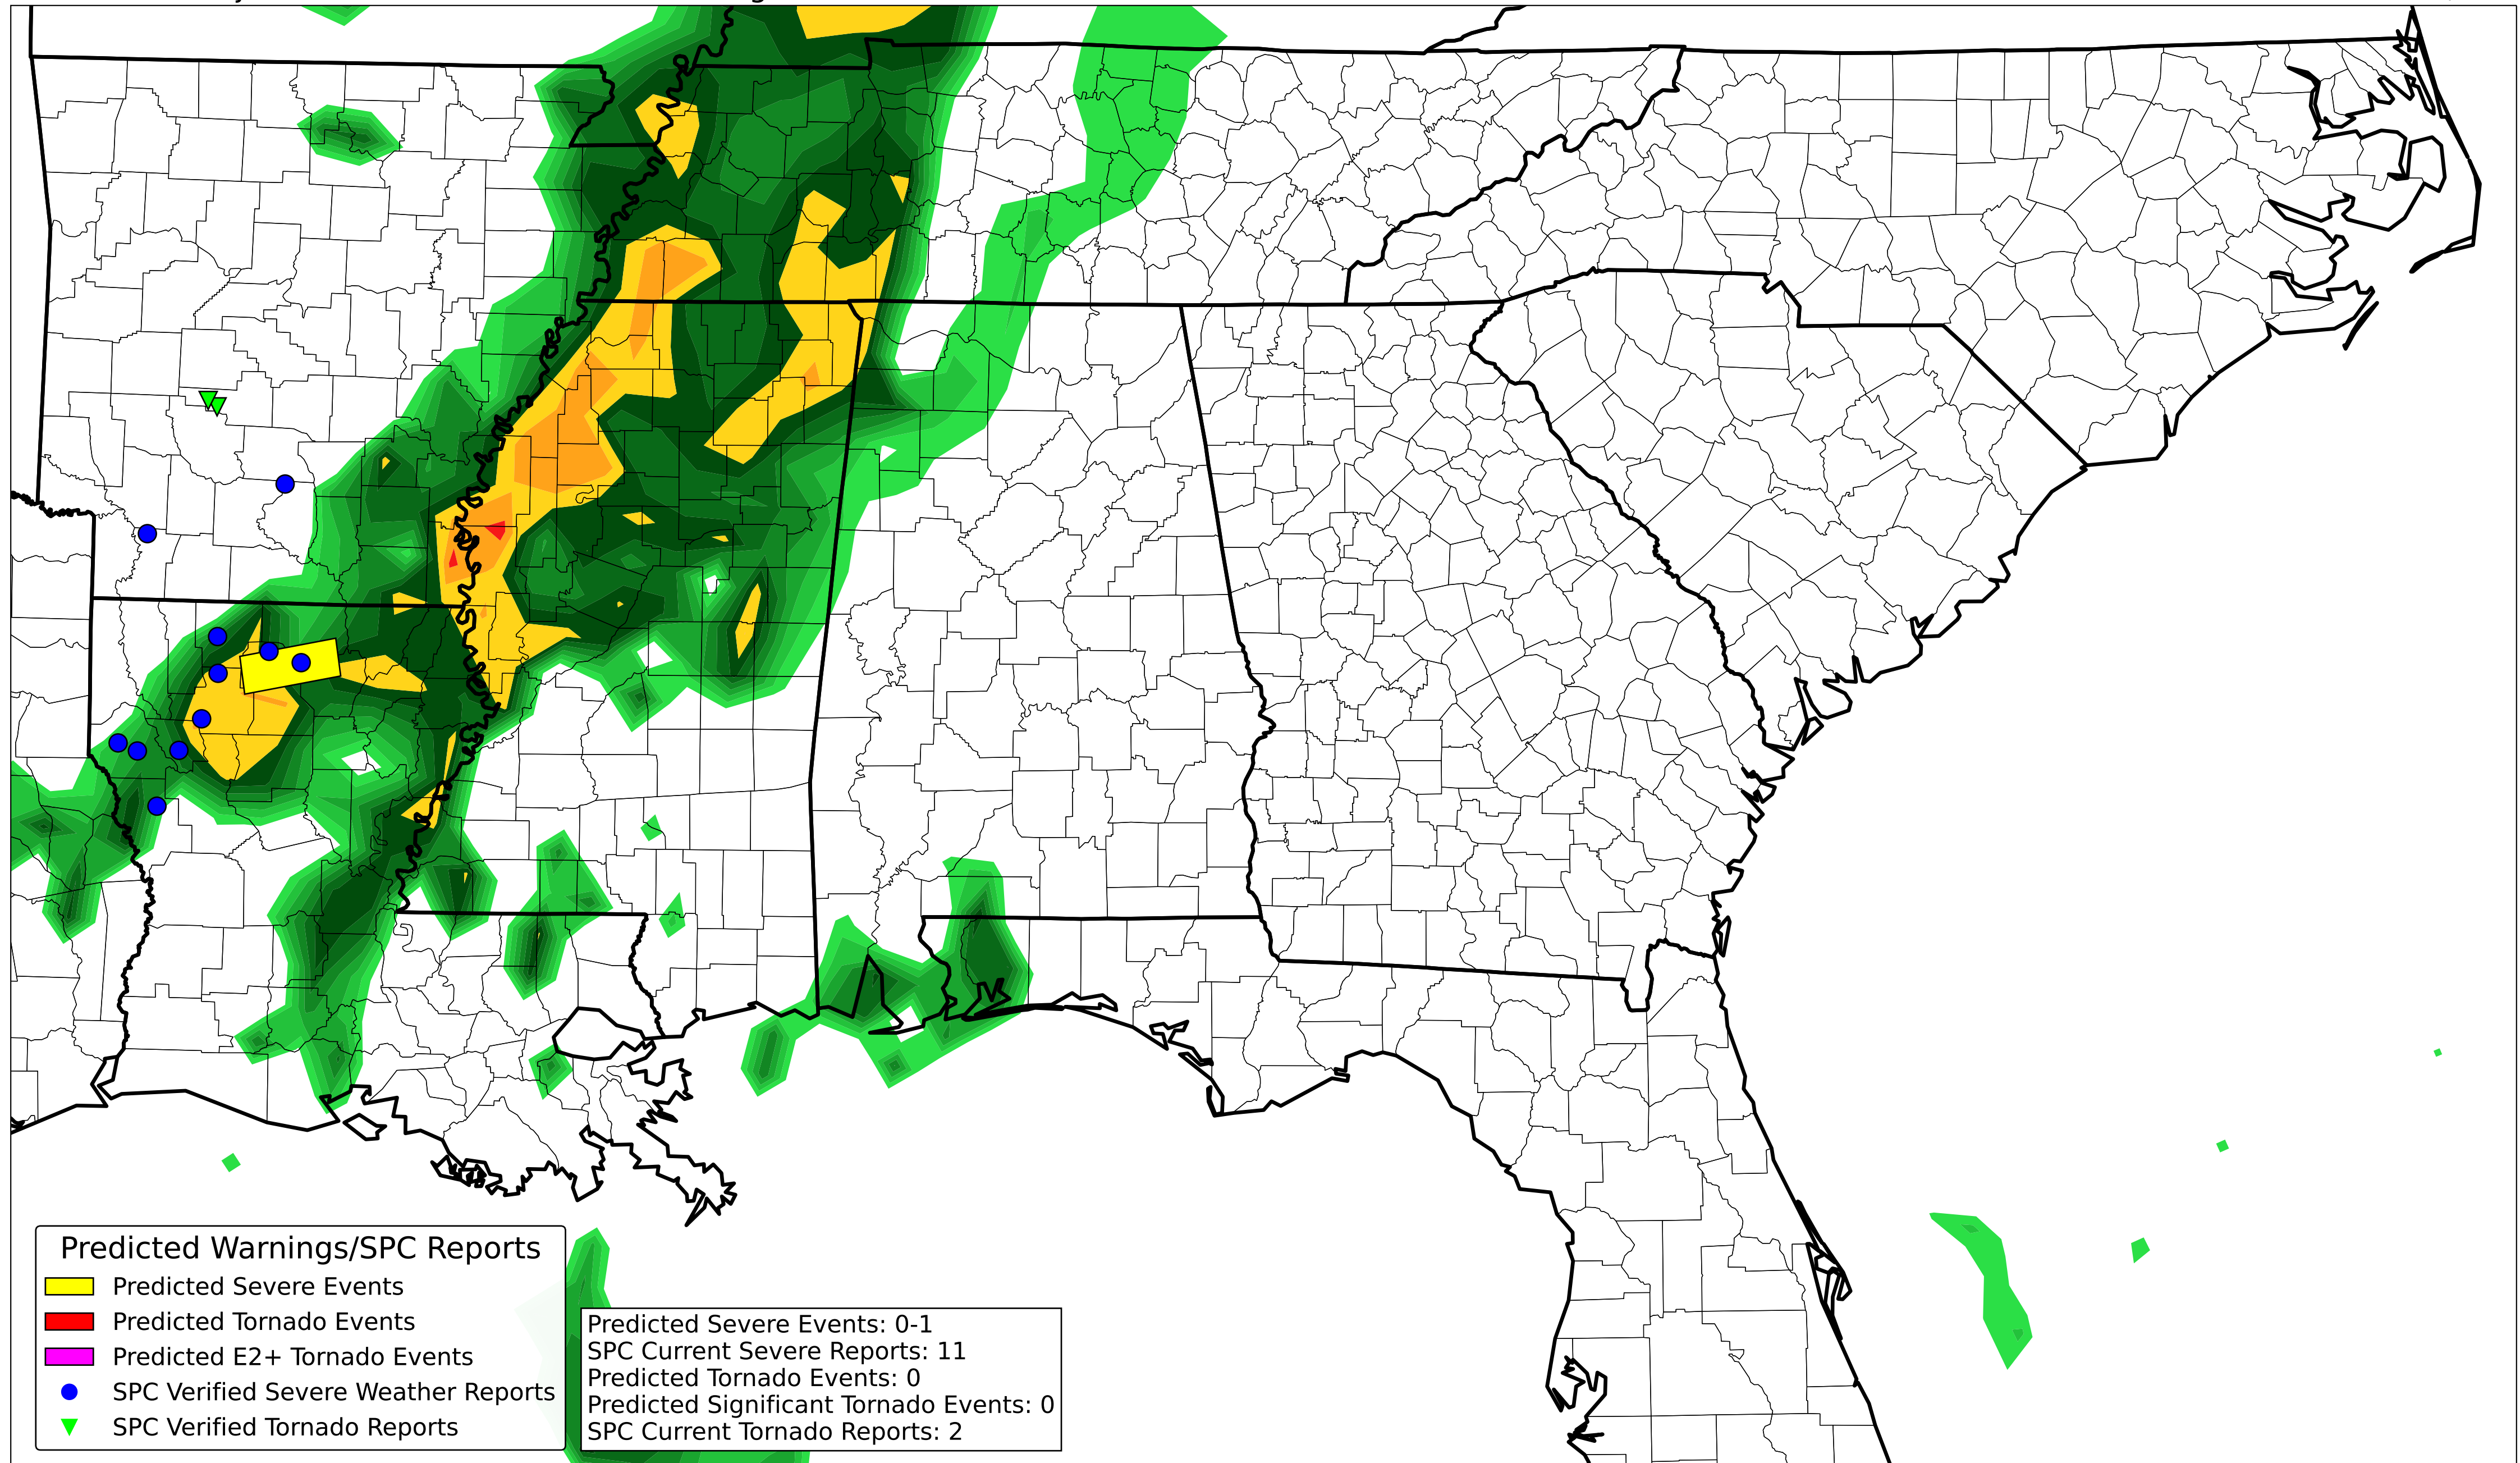 Predicted Warnings/SPC Reports
Predicted Severe Events
Predicted Tornado Events
Predicted E2+ Tornado Events
SPC Verified Severe Weather Reports
SPC Verified Tornado Reports
Predicted Severe Events: 0-1
SPC Current Severe Reports: 11
Predicted Tornado Events: 0
Predicted Significant Tornado Events: 0
SPC Current Tornado Reports: 2